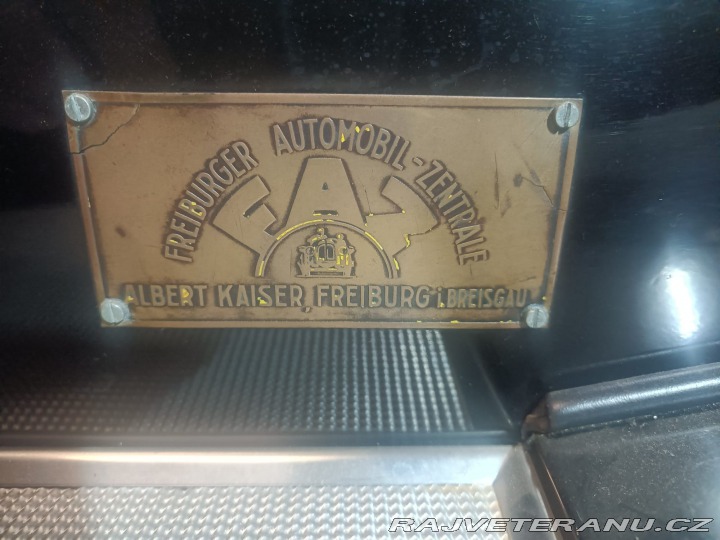 FREIBURGER AUTOMOBIL-ZENTRALE
FAZ
ALBERT KAISER, FREIBURG i.BREISGAU
RAJVETERANU.CZ